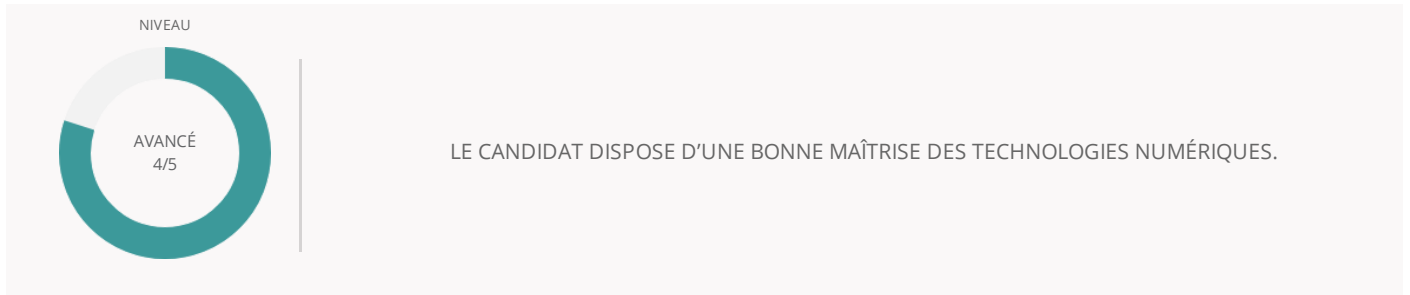 NIVEAU
AVANCÉ
4/5
LE CANDIDAT DISPOSE D’UNE BONNE MAÎTRISE DES TECHNOLOGIES NUMÉRIQUES.